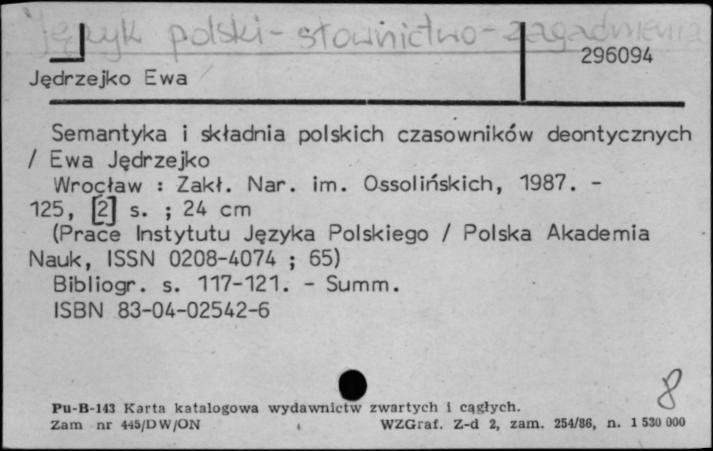 Język polski - słownictwo - zagadnienia
296094
Jędrzejko Ewa
Semantyka i składnia polskich czasowników deontycznych
/ Ewa Jędrzejko
Wrocław : Zakł. Nar. im. Ossolińskich, 1987. -
125, [2] s. ; 24 cm
(Prace Instytutu Języka Polskiego / Polska Akademia
Nauk, ISSN 0208-4074 ; 65)
Bibliogr. s. 117-121. - Summ.
ISBN 83-04-02542-6
8
Pu-B-143 Karta katalogowa wydawnictw zwartych i cągłych.
Zam nr 445/DW/ON WZGraf. Z-d 2, zam. 254/86, n. 1 530 000